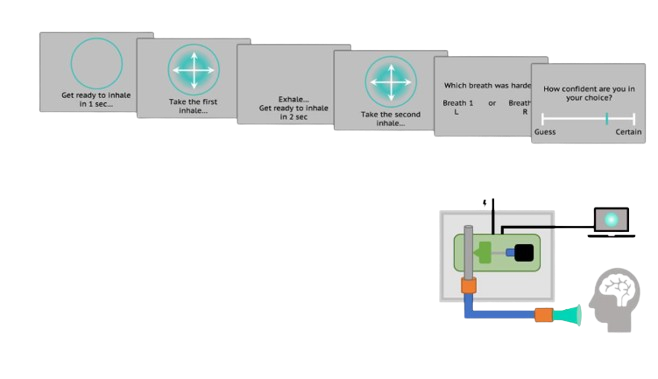 Get ready to inhale
in 1 sec...
Take the first
inhale...
Exhale...
Get ready to inhale
in 2 sec
Take the second
inhale...
Which breath was harde
Breath 1 or Breath
L R
How confident are you in
your choice?
Guess Certain